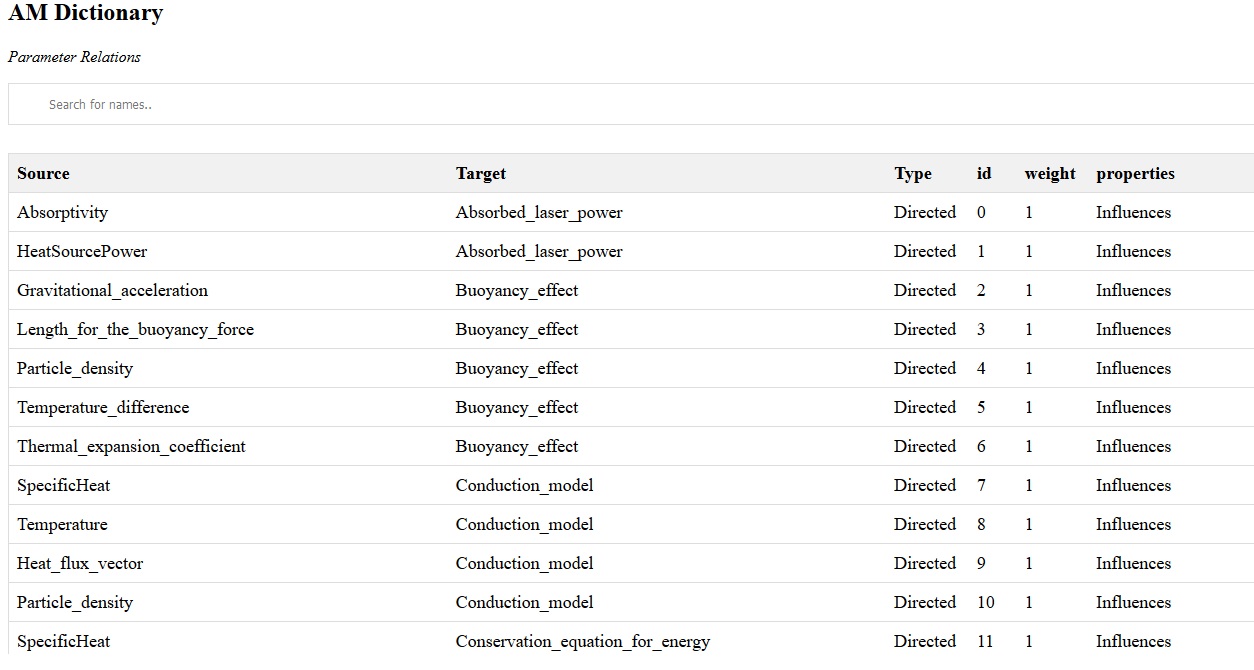 AM Dictionary
Parameter Relations
Search for names..
Source Target Type id weight properties
Absorptivity Absorbed_laser_power Directed 0 1 Influences
HeatSourcePower Absorbed_laser_power Directed 1 1 Influences
Gravitational_acceleration Buoyancy_effect Directed 2 1 Influences
Length_for_the_buoyancy_force Buoyancy_effect Directed 3 1 Influences
Particle_density Buoyancy_effect Directed 4 1 Influences
Temperature_difference Buoyancy_effect Directed 5 1 Influences
Thermal_expansion_coefficient Buoyancy_effect Directed 6 1 Influences
SpecificHeat Conduction_model Directed 7 1 Influences
Temperature Conduction_model Directed 8 1 Influences
Heat_flux_vector Conduction_model Directed 9 1 Influences
Particle_density Conduction_model Directed 10 1 Influences
SpecificHeat Conservation_equation_for_energy Directed 11 1 Influences